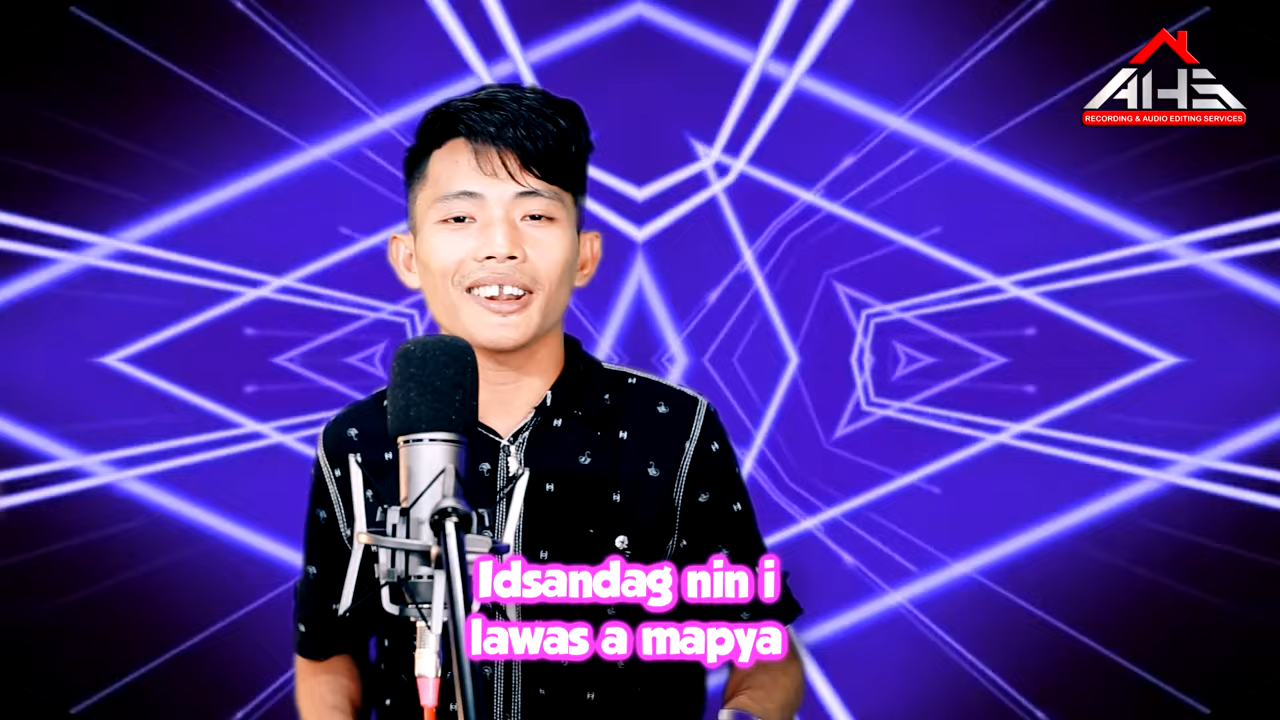 AHS
RECORDING & AUDIO EDITING SERVICES
Idsandag nin i
lawas a mapya